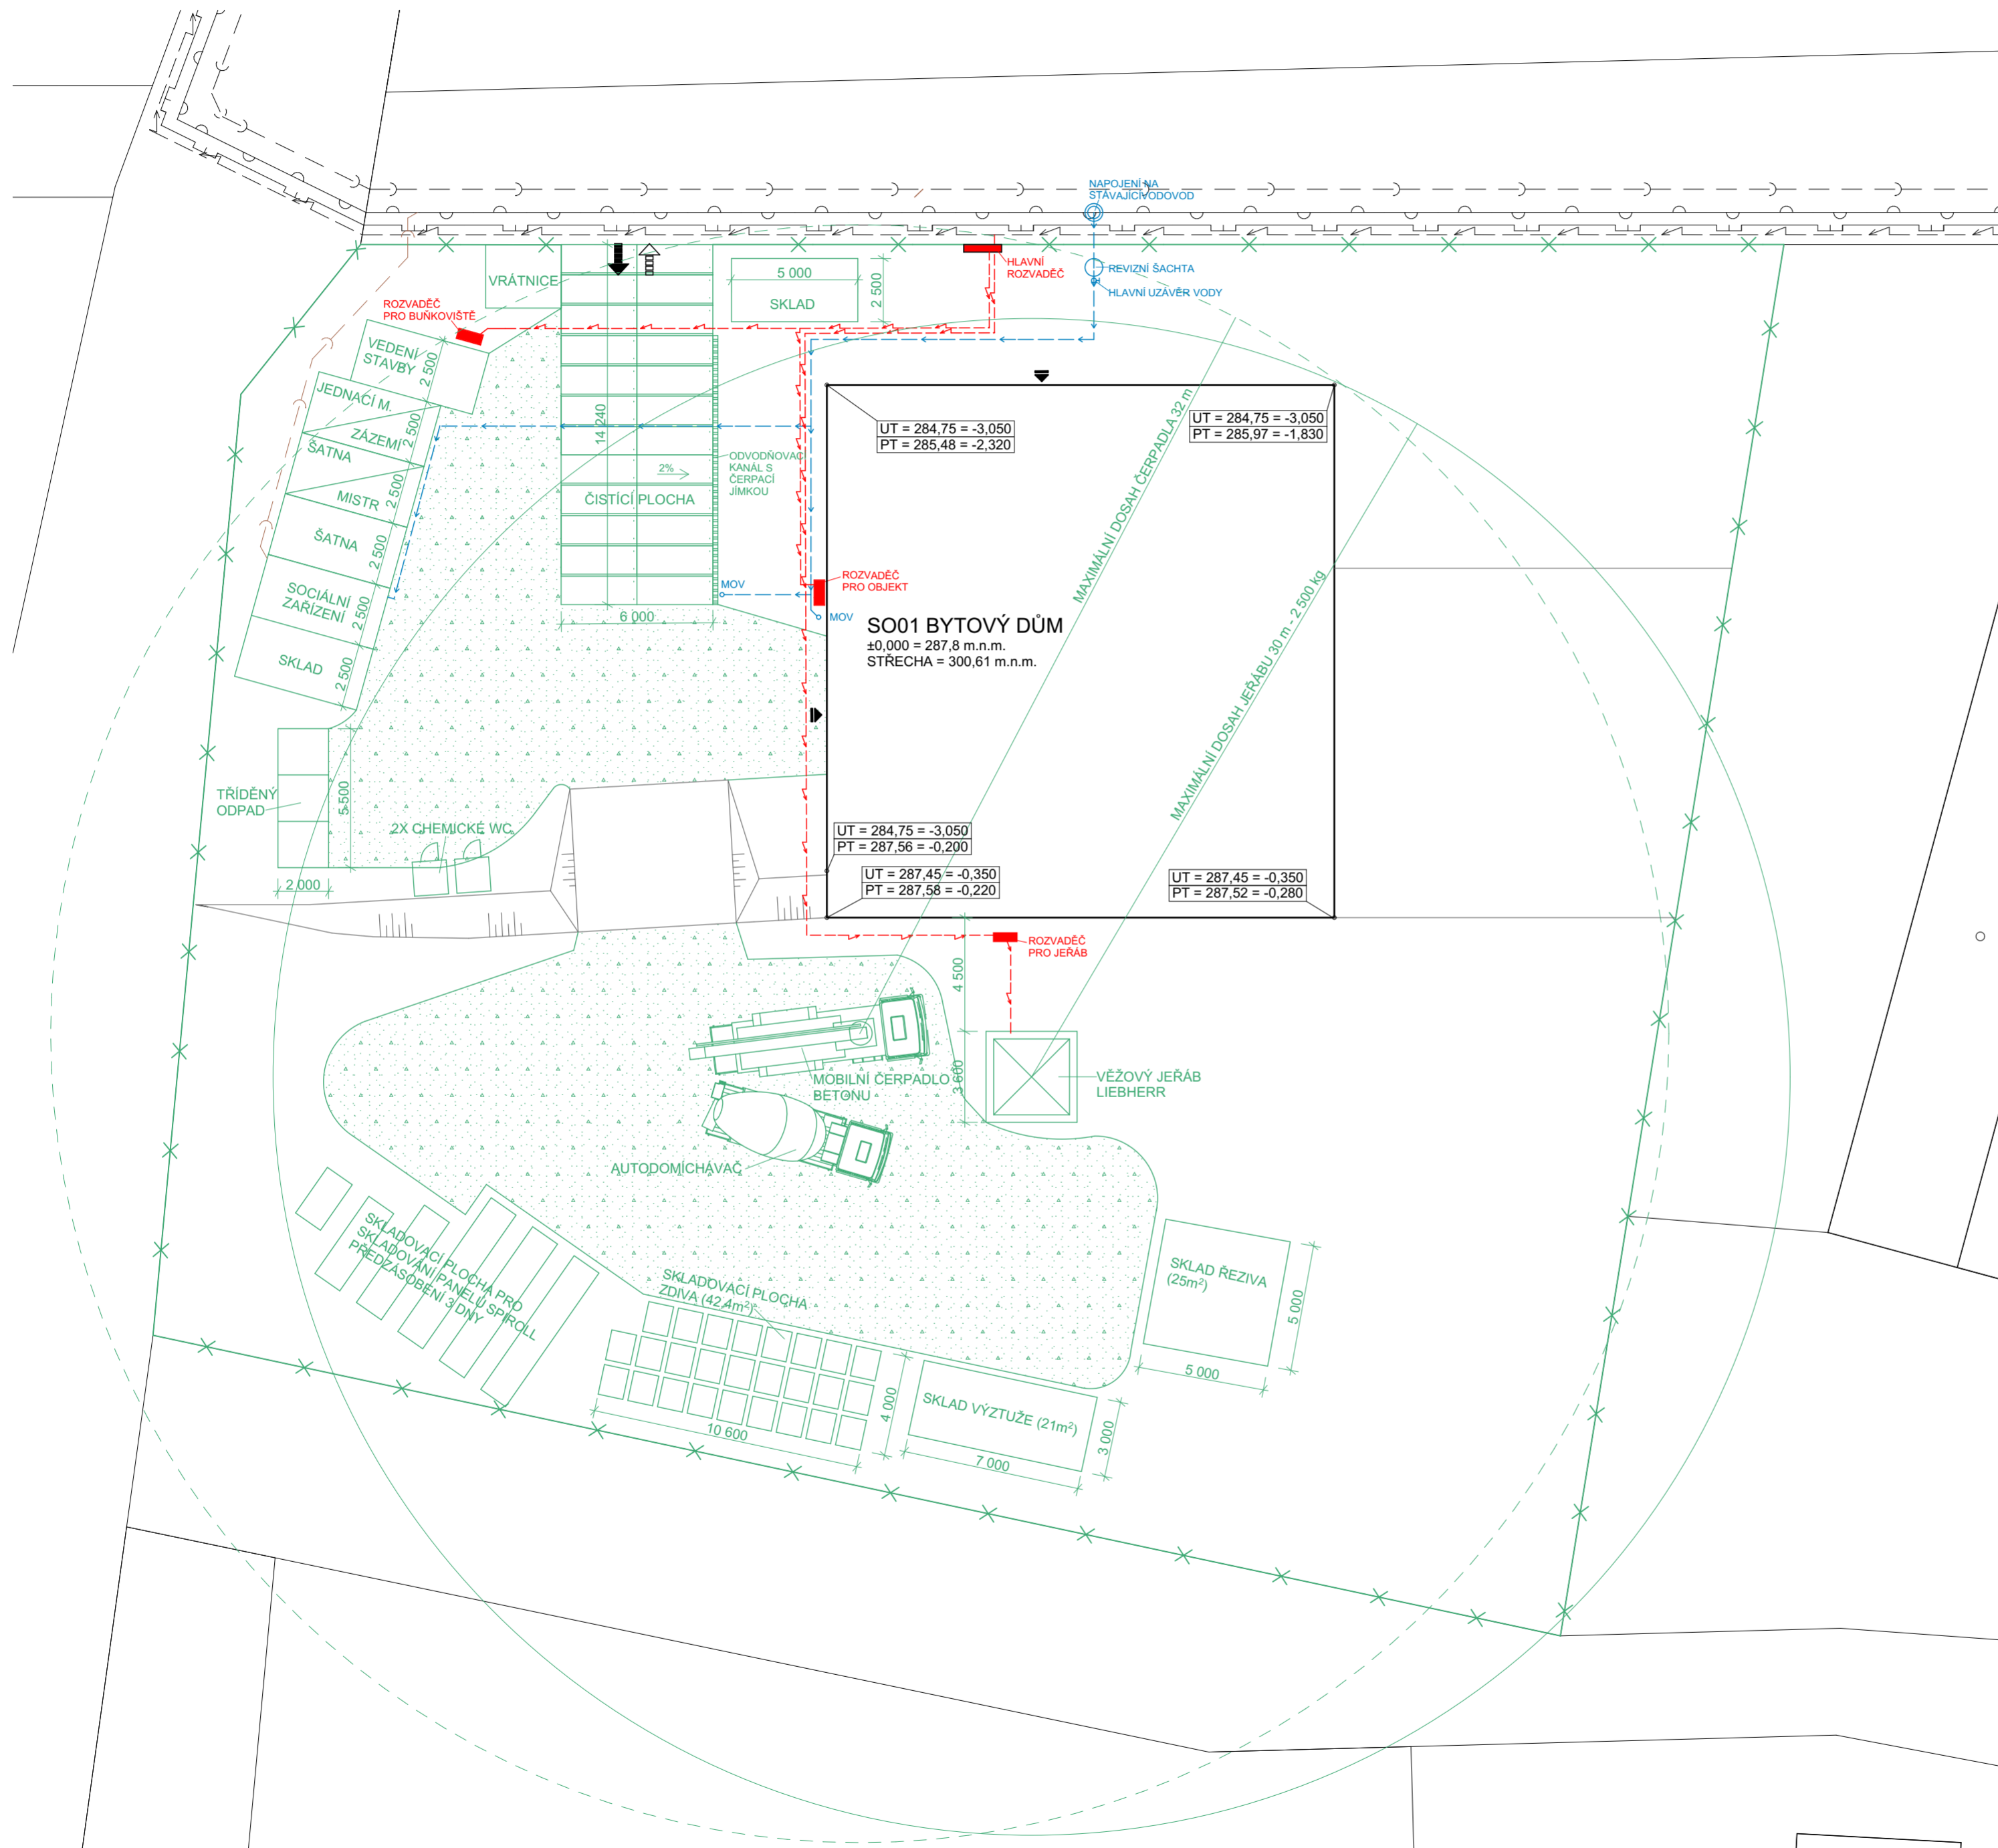 NAPOJENÍ NA
STÁVAJÍCÍ VODOVOD
HLAVNÍ
ROZVADĚČ
REVIZNÍ ŠACHTA
HLAVNÍ UZÁVĚR VODY
VRÁTNICE
5 000
SKLAD
2 500
ROZVADĚČ
PRO BUŇKOVIŠTĚ
VEDENÍ
STAVBY
2 500
JEDNACÍ M.
ZÁZEMÍ
2 500
ŠATNA
MISTR
2 500
ŠATNA
2 500
SOCIÁLNÍ
ZAŘÍZENÍ
2 500
SKLAD
2 500
14 240
2%
ČISTÍCÍ PLOCHA
ODVODŇOVACÍ
KANÁL S
ČERPACÍ
JÍMKOU
6 000
MOV
MOV
ROZVADĚČ
PRO OBJEKT
UT = 284,75 = -3,050
PT = 285,48 = -2,320
UT = 284,75 = -3,050
PT = 285,97 = -1,830
MAXIMÁLNÍ DOSAH ČERPADLA 32 m
MAXIMÁLNÍ DOSAH JEŘÁBU 30 m - 2 500 kg
SO01 BYTOVÝ DŮM
±0,000 = 287,8 m.n.m.
STŘECHA = 300,61 m.n.m.
TŘÍDĚNÝ
ODPAD
5 500
2 000
2X CHEMICKÉ WC
UT = 284,75 = -3,050
PT = 287,56 = -0,200
UT = 287,45 = -0,350
PT = 287,58 = -0,220
UT = 287,45 = -0,350
PT = 287,52 = -0,280
ROZVADĚČ
PRO JEŘÁB
4 500
3 600
MOBILNÍ ČERPADLO
BETONU
VĚŽOVÝ JEŘÁB
LIEBHERR
AUTODOMÍCHÁVAČ
SKLADOVACÍ PLOCHA PRO
SKLADOVÁNÍ PANELŮ SPIROLL
PŘEDZÁSOBENÍ 3 DNY
SKLADOVACÍ PLOCHA
ZDIVA (42,4m²)
10 600
4 000
SKLAD VÝZTUŽE (21m²)
7 000
3 000
SKLAD ŘEZIVA
(25m²)
5 000
5 000